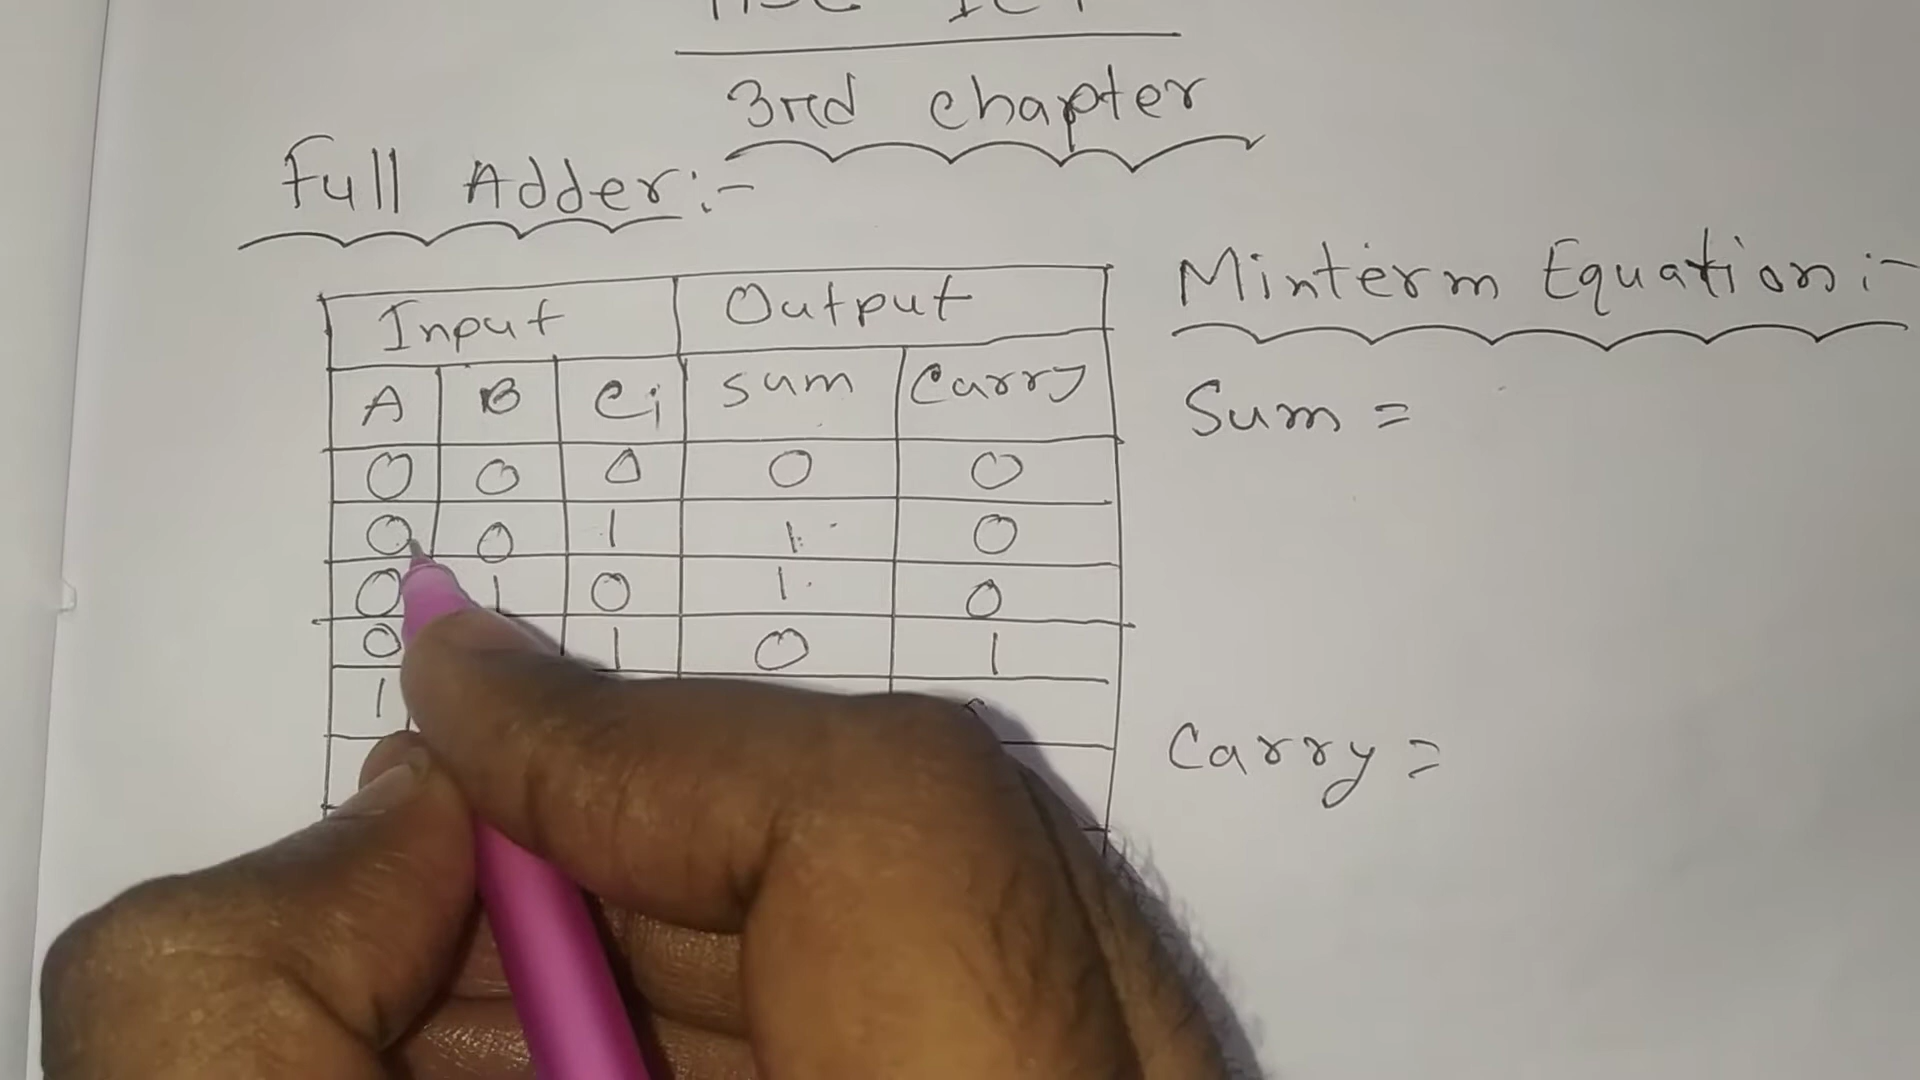 3rd chapter
Full Adder:-
Input Output
A B Ci sum Carry
0 0 0 0 0
0 0 1 1 0
0 1 0 1 0
0 1 0 1
1
Minterm Equation:-
Sum =
Carry =